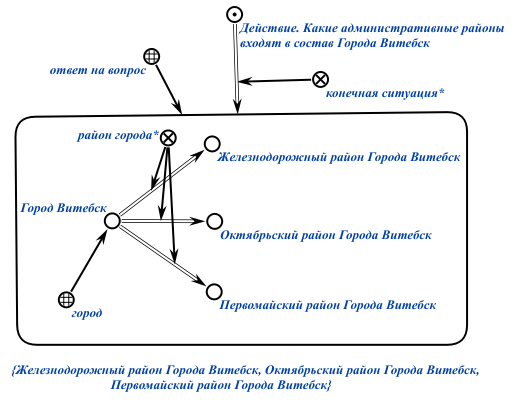 Действие. Какие административные районы
входят в состав Города Витебск
ответ на вопрос
конечная ситуация*
район города*
Железнодорожный район Города Витебск
Город Витебск
Октябрьский район Города Витебск
Первомайский район Города Витебск
город
{Железнодорожный район Города Витебск, Октябрьский район Города Витебск,
Первомайский район Города Витебск}